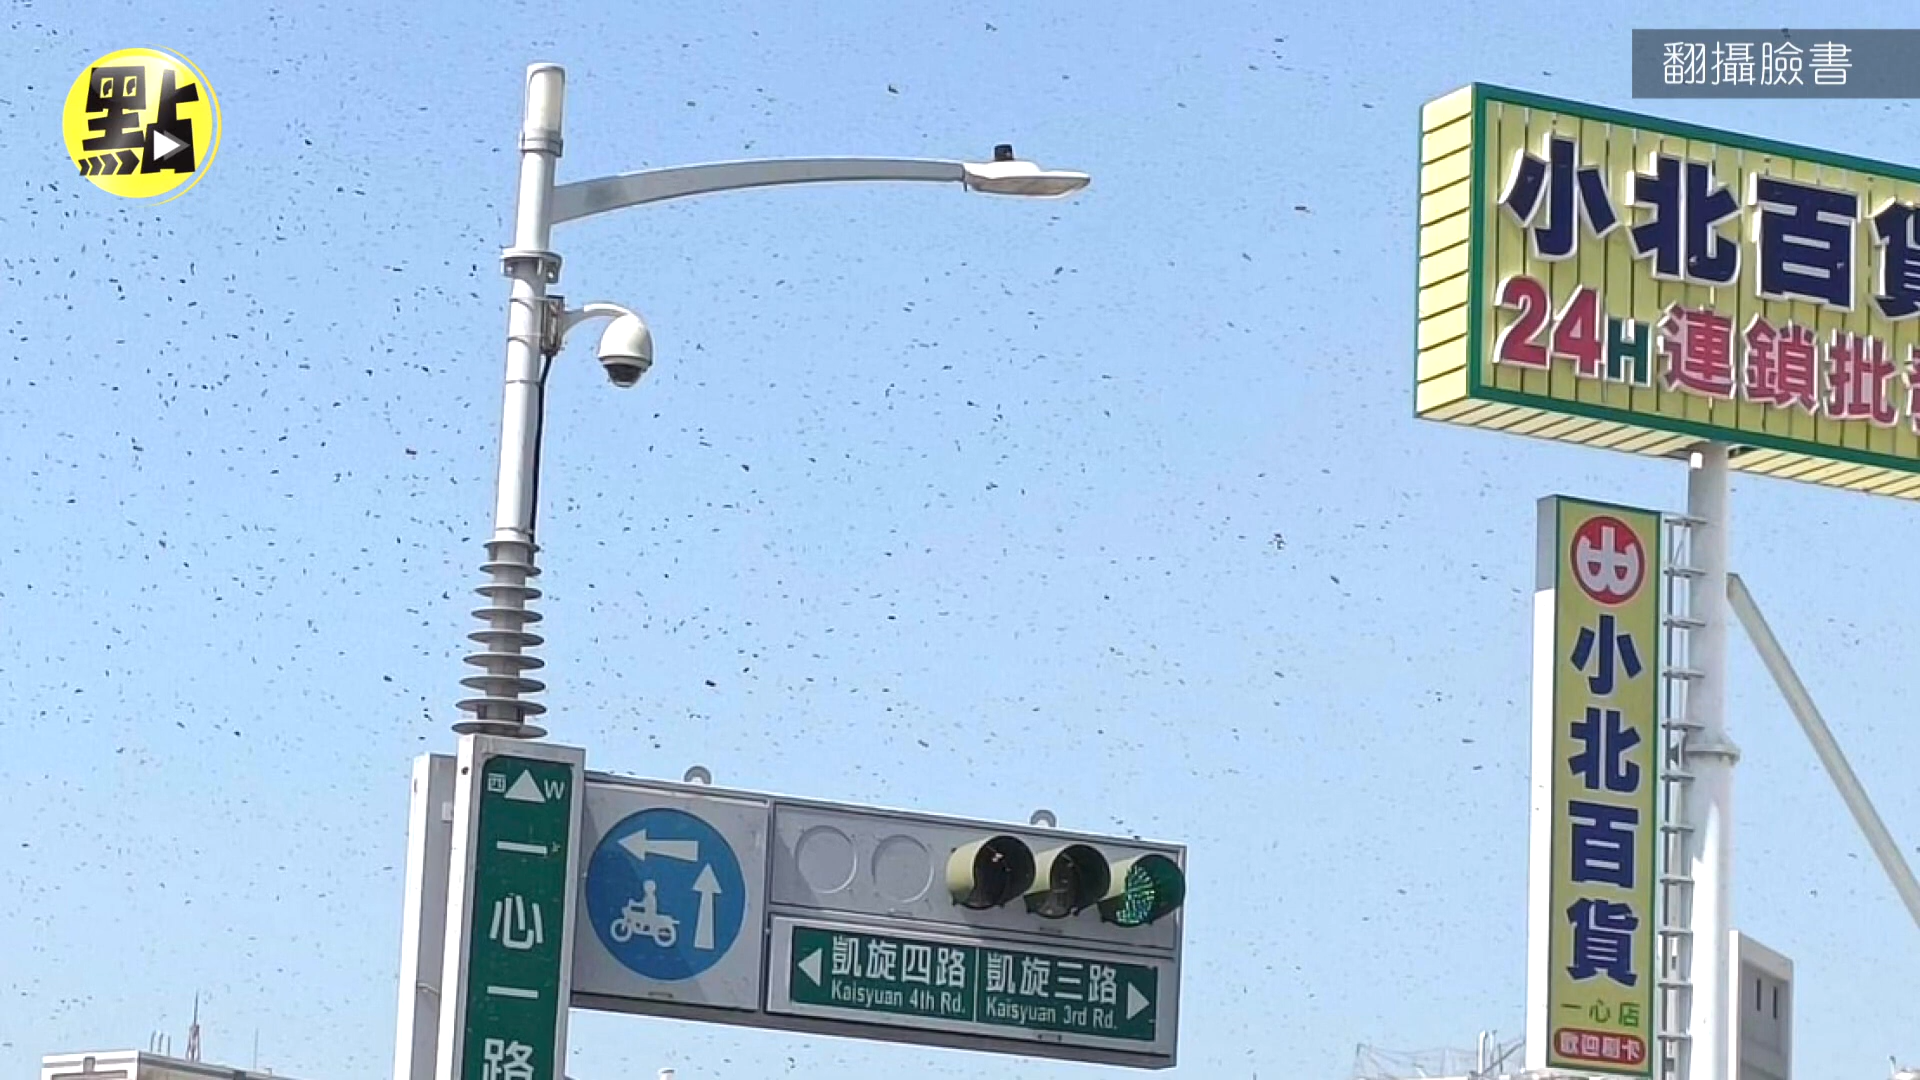 點
翻攝臉書
小北百貨
24H連鎖批
小北百貨
一心店
西 W
一心一路
凱旋四路
Kaisyuan 4th Rd.
凱旋三路
Kaisyuan 3rd Rd.